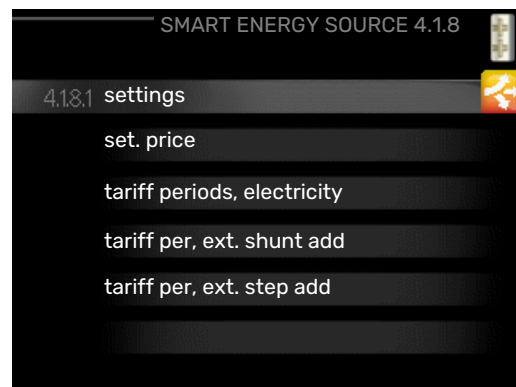 SMART ENERGY SOURCE 4.1.8
4.1.8.1 settings
set. price
tariff periods, electricity
tariff per, ext. shunt add
tariff per, ext. step add